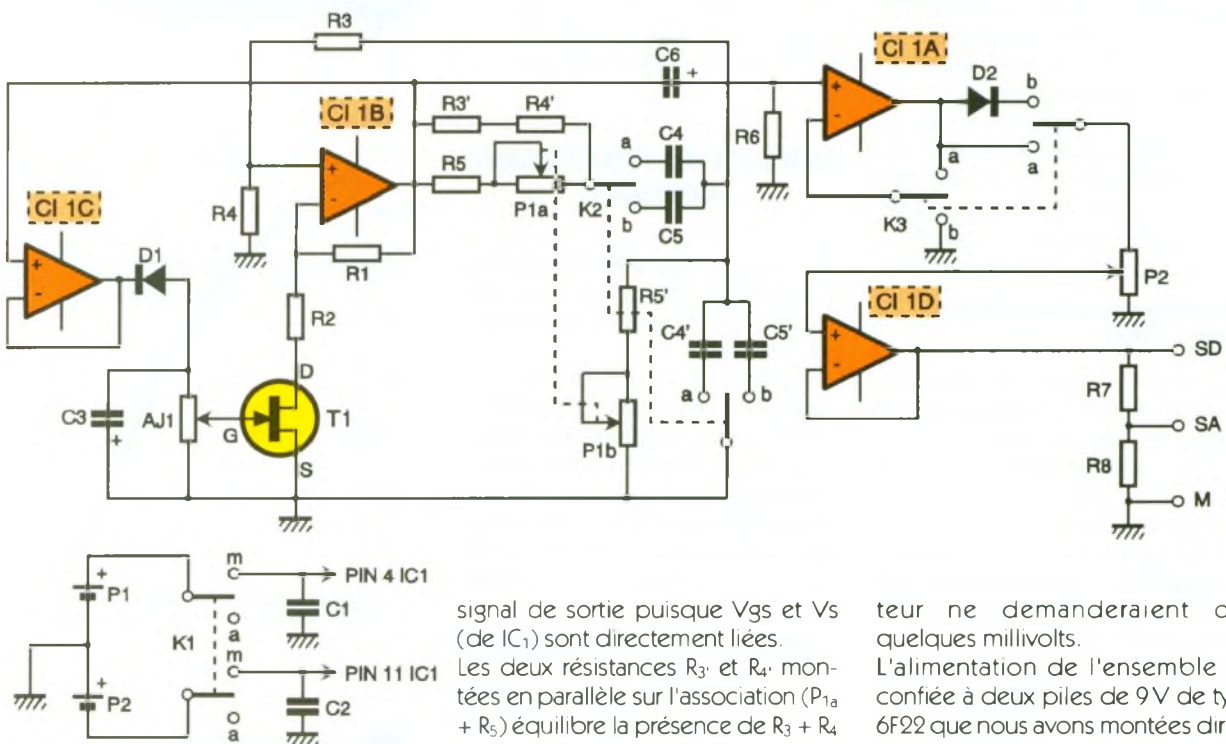 R3
C6
+
CI 1A
D2
b
CI 1B
R3'
R4'
a
C4
R6
+
-
a
a
R5
P1a
K2
b
C5
K3
b
R4
+
-
CI 1C
D1
R1
P2
+
-
R2
R5'
C4'
C5'
CI 1D
+
-
SD
D
a
b
R7
C3
+
AJ1
G
T1
S
P1b
SA
R8
M
m
PIN 4 IC1
+
P1
C1
K1
a
m
PIN 11 IC1
+
P2
C2
a
signal de sortie puisque Vgs et Vs
(de IC₁) sont directement liées.
Les deux résistances R₃' et R₄' mon-
tées en parallèle sur l'association (P₁ₐ
+ R₅) équilibre la présence de R₃ + R₄
teur ne demanderaient
quelques millivolts.
L'alimentation de l'ensemble
confiée à deux piles de 9V de
6F22 que nous avons montées